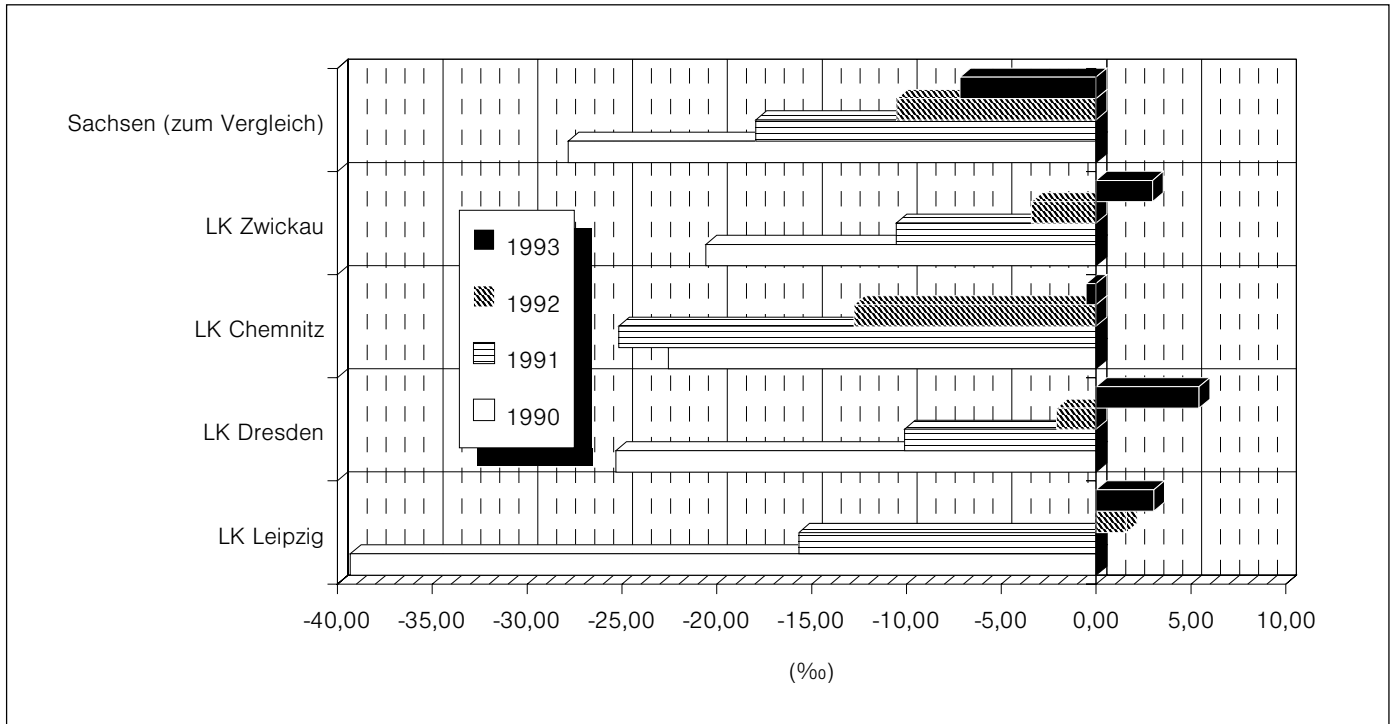 Sachsen (zum Vergleich)
LK Zwickau
LK Chemnitz
LK Dresden
LK Leipzig
1993
1992
1991
1990
-40,00 -35,00 -30,00 -25,00 -20,00 -15,00 -10,00 -5,00 0,00 5,00 10,00
(‰)